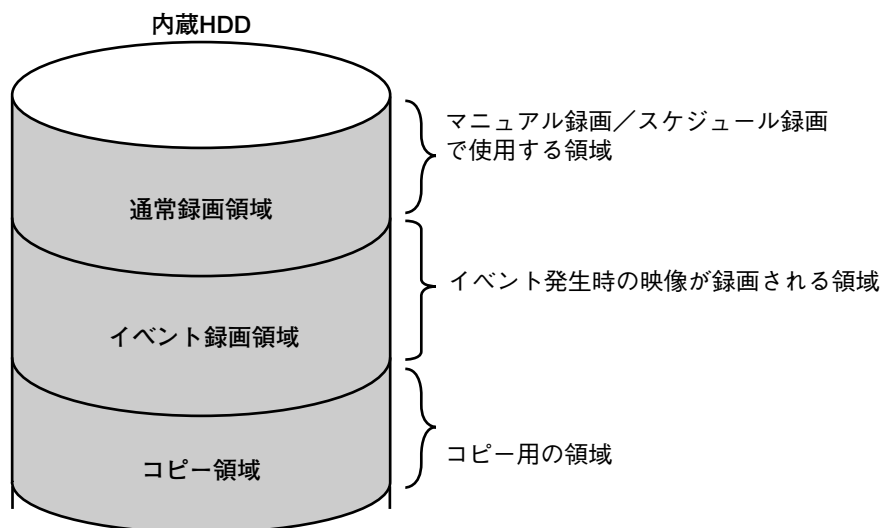 内蔵HDD
マニュアル録画／スケジュール録画
で使用する領域
通常録画領域
イベント発生時の映像が録画される領域
イベント録画領域
コピー用の領域
コピー領域